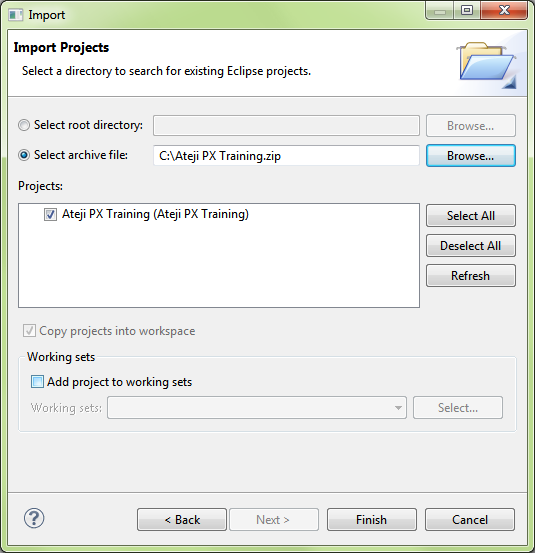 Import
Import Projects
Select a directory to search for existing Eclipse projects.
Select root directory: Browse...
Select archive file: C:\Ateji PX Training.zip Browse...
Projects:
Ateji PX Training (Ateji PX Training)
Select All
Deselect All
Refresh
Copy projects into workspace
Working sets
Add project to working sets
Working sets: Select...
? < Back Next > Finish Cancel